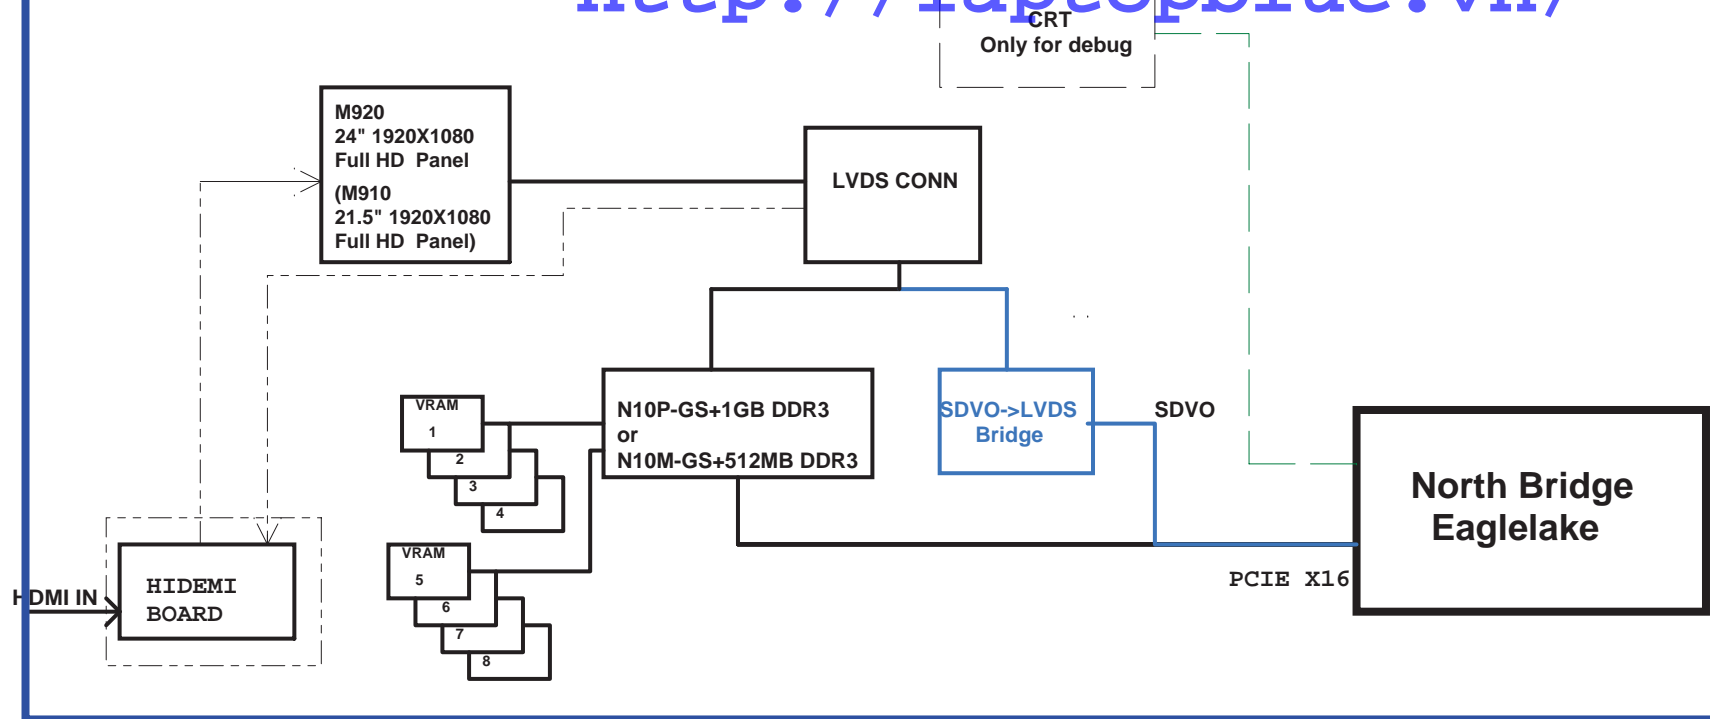 CRT
Only for debug
M920
24" 1920X1080
Full HD Panel
(M910
21.5" 1920X1080
Full HD Panel)
LVDS CONN
VRAM
1
2
3
4
N10P-GS+1GB DDR3
or
N10M-GS+512MB DDR3
SDVO->LVDS
Bridge
SDVO
North Bridge
Eaglelake
PCIE X16
VRAM
5
6
7
8
HDMI IN
HIDEMI
BOARD